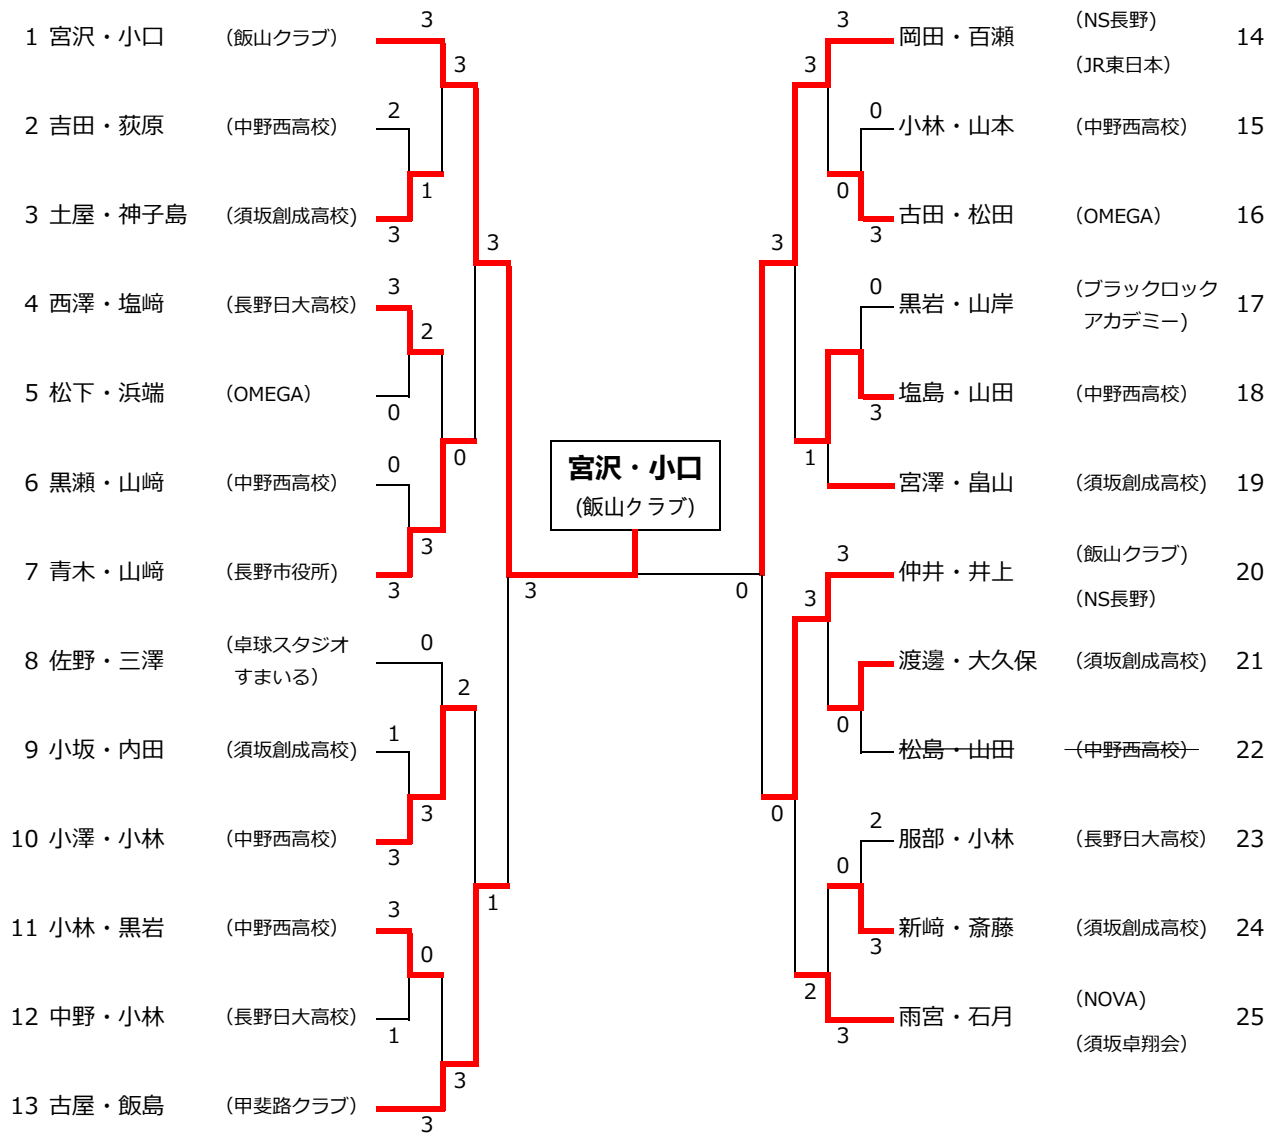 3
1 宮沢・小口 (飯山クラブ)
3
2
2 吉田・荻原 (中野西高校)
1
3 土屋・神子島 (須坂創成高校)
3
3
3
4 西澤・塩﨑 (長野日大高校)
2
5 松下・浜端 (OMEGA)
0
0
0
6 黒瀬・山﨑 (中野西高校)
3
7 青木・山﨑 (長野市役所)
3
3
0
8 佐野・三澤 (卓球スタジオ
すまいる)
2
1
9 小坂・内田 (須坂創成高校)
3
10 小澤・小林 (中野西高校)
3
1
3
11 小林・黒岩 (中野西高校)
0
12 中野・小林 (長野日大高校)
1
3
13 古屋・飯島 (甲斐路クラブ)
3
宮沢・小口
(飯山クラブ)
3
岡田・百瀬 (NS長野) 14
(JR東日本)
3
0
小林・山本 (中野西高校) 15
0
古田・松田 (OMEGA) 16
3
3
0
黒岩・山岸 (ブラックロック 17
アカデミー)
塩島・山田 (中野西高校) 18
3
1
宮澤・畠山 (須坂創成高校) 19
3
仲井・井上 (飯山クラブ) 20
(NS長野)
0
3
渡邊・大久保 (須坂創成高校) 21
0
松島・山田 (中野西高校) 22
0
2
服部・小林 (長野日大高校) 23
0
新﨑・斎藤 (須坂創成高校) 24
3
2
雨宮・石月 (NOVA) 25
3
(須坂卓翔会)